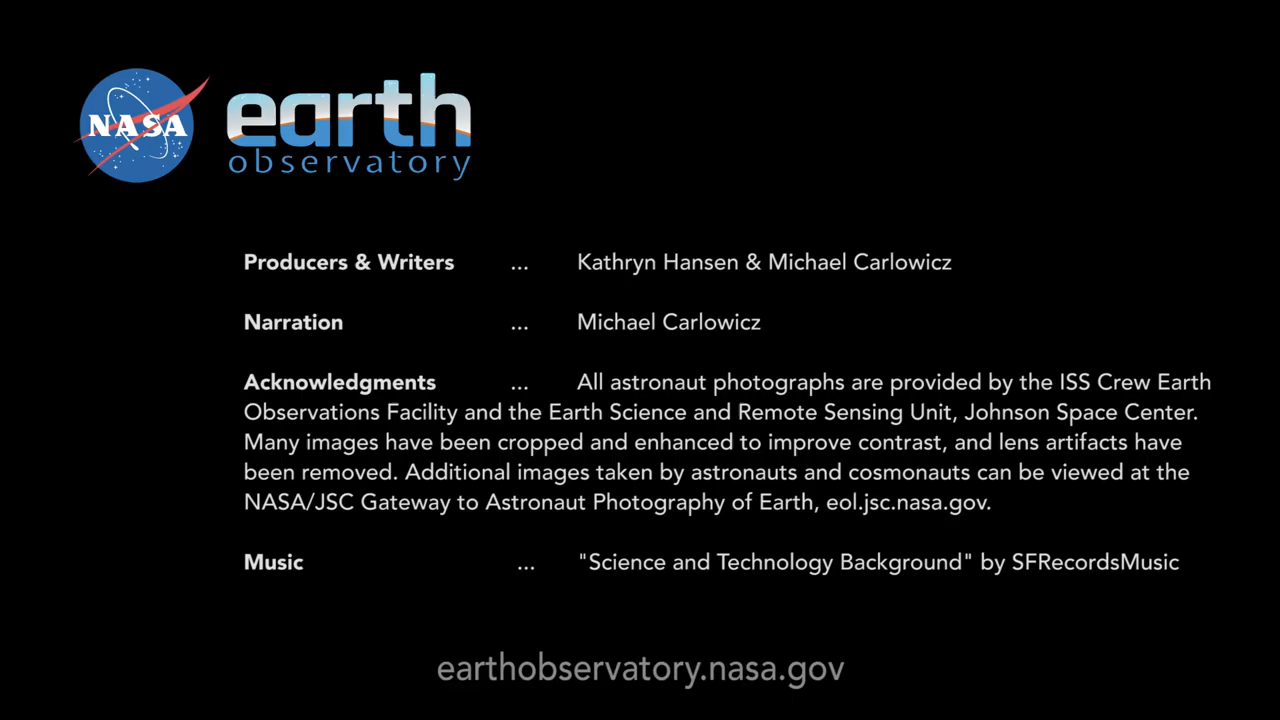 NASA
earth
observatory
Producers & Writers ... Kathryn Hansen & Michael Carlowicz
Narration ... Michael Carlowicz
Acknowledgments ... All astronaut photographs are provided by the ISS Crew Earth
Observations Facility and the Earth Science and Remote Sensing Unit, Johnson Space Center.
Many images have been cropped and enhanced to improve contrast, and lens artifacts have
been removed. Additional images taken by astronauts and cosmonauts can be viewed at the
NASA/JSC Gateway to Astronaut Photography of Earth, eol.jsc.nasa.gov.
Music ... "Science and Technology Background" by SFRecordsMusic
earthobservatory.nasa.gov